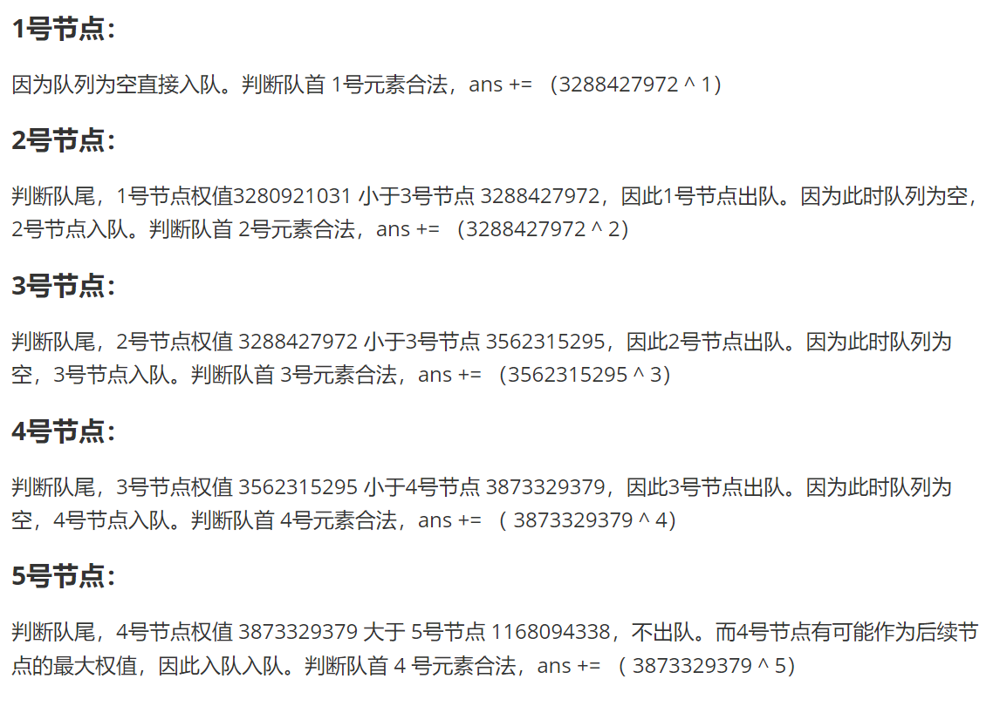 1号节点：
因为队列为空直接入队。判断队首 1号元素合法，ans += （3288427972 ^ 1）
2号节点：
判断队尾，1号节点权值3280921031 小于3号节点 3288427972，因此1号节点出队。因为此时队列为空，
2号节点入队。判断队首 2号元素合法，ans += （3288427972 ^ 2）
3号节点：
判断队尾，2号节点权值 3288427972 小于3号节点 3562315295，因此2号节点出队。因为此时队列为
空，3号节点入队。判断队首 3号元素合法，ans += （3562315295 ^ 3）
4号节点：
判断队尾，3号节点权值 3562315295 小于4号节点 3873329379，因此3号节点出队。因为此时队列为
空，4号节点入队。判断队首 4号元素合法，ans += （ 3873329379 ^ 4）
5号节点：
判断队尾，4号节点权值 3873329379 大于 5号节点 1168094338，不出队。而4号节点有可能作为后续节
点的最大权值，因此入队入队。判断队首 4 号元素合法，ans += （ 3873329379 ^ 5）